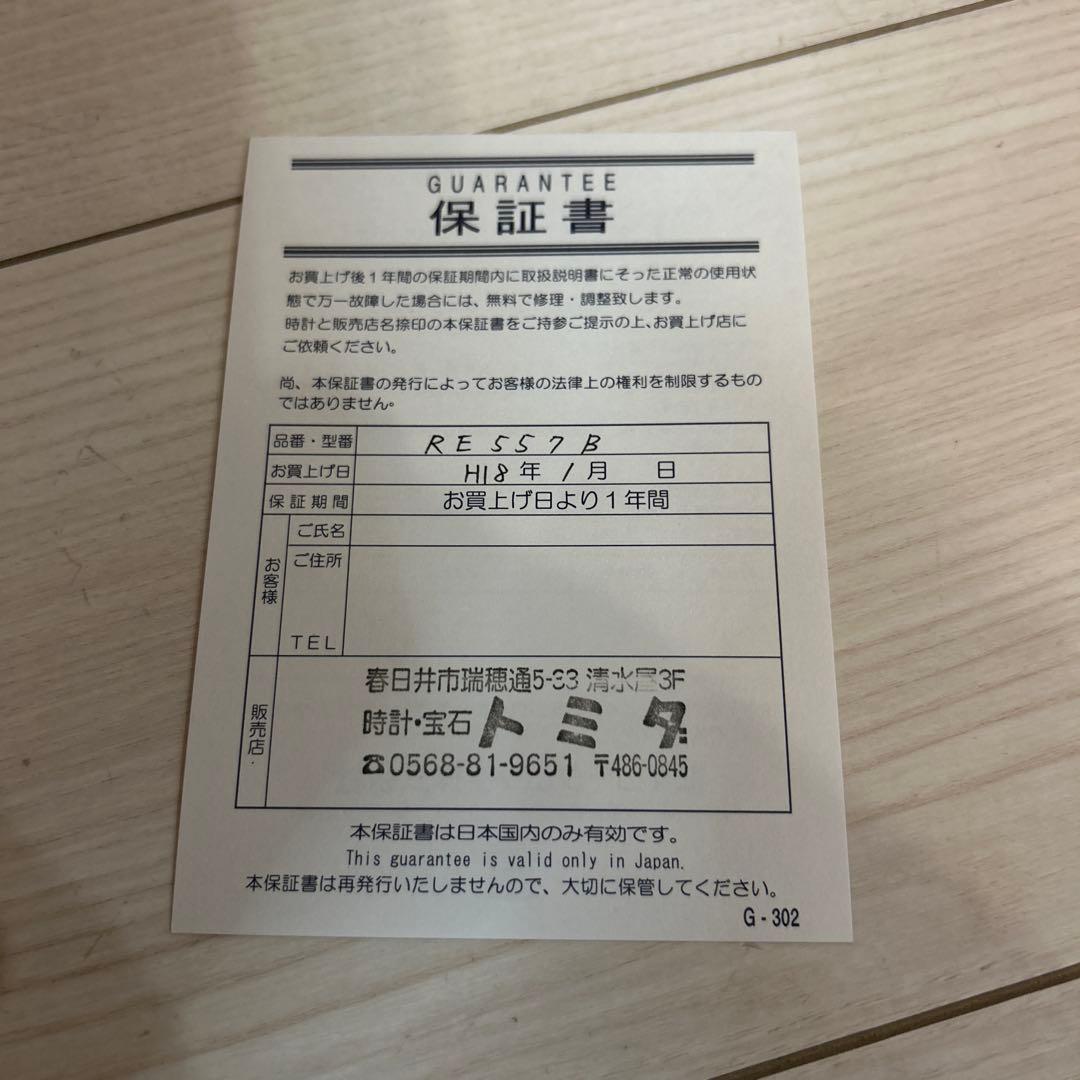 GUARANTEE
保証書
お買上げ後1年間の保証期間内に取扱説明書にそった正常の使用状
態で万一故障した場合には、無料で修理・調整致します。
時計と販売店名捺印の本保証書をご持参ご提示の上、お買上げ店に
ご依頼ください。
尚、本保証書の発行によってお客様の法律上の権利を制限するもの
ではありません。
品番・型番 RE557B
お買上げ日 H18年 1月 日
保証期間 お買上げ日より1年間
お客様 ご氏名
ご住所
TEL
販売店
春日井市瑞穂通5-33 清水屋3F
時計・宝石 トミダ
☎0568-81-9651 〒486-0845
本保証書は日本国内のみ有効です。
This guarantee is valid only in Japan.
本保証書は再発行いたしませんので、大切に保管してください。
G-302